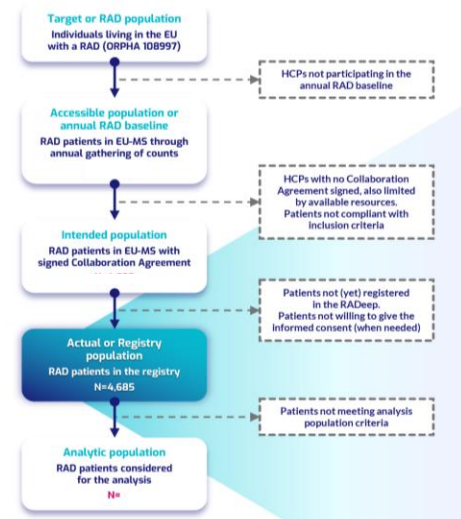 Target or RAD population
Individuals living in the EU
with a RAD (ORPHA 108997)
HCPs not participating in the
annual RAD baseline
Accessible population or
annual RAD baseline
RAD patients in EU-MS through
annual gathering of counts
HCPs with no Collaboration
Agreement signed, also limited
by available resources.
Patients not compliant with
inclusion criteria
Intended population
RAD patients in EU-MS with
signed Collaboration Agreement
Patients not (yet) registered
in the RADeep.
Patients not willing to give the
informed consent (when needed)
Actual or Registry
population
RAD patients in the registry
N=4,685
Patients not meeting analysis
population criteria
Analytic population
RAD patients considered
for the analysis
N=